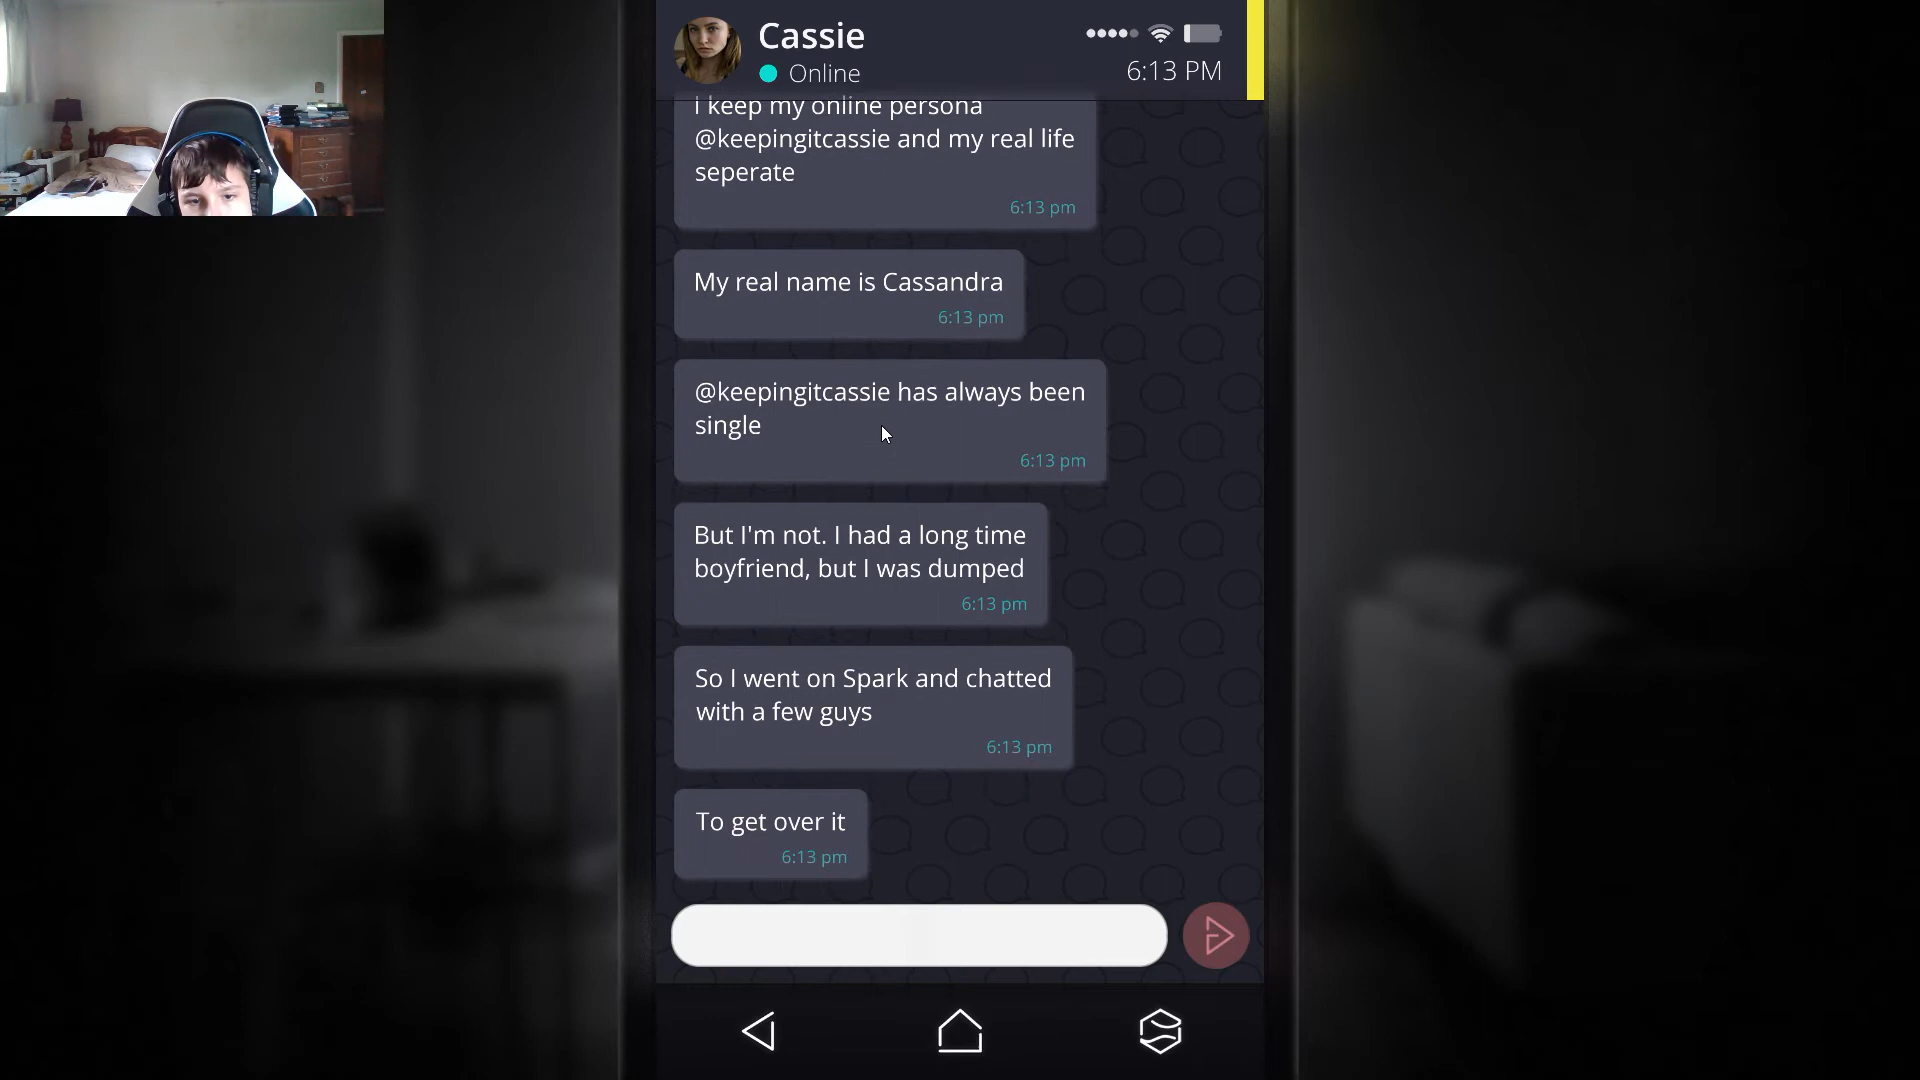 Cassie
Online
6:13 PM
I keep my online persona
@keepingitcassie and my real life
seperate
6:13 pm
My real name is Cassandra
6:13 pm
@keepingitcassie has always been
single
6:13 pm
But I'm not. I had a long time
boyfriend, but I was dumped
6:13 pm
So I went on Spark and chatted
with a few guys
6:13 pm
To get over it
6:13 pm